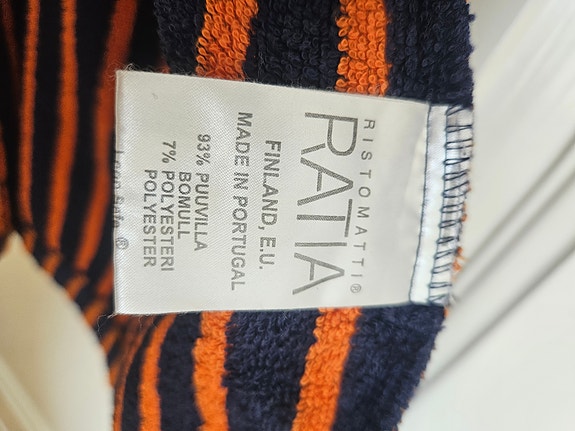 RISTOMATTI®
RATIA
FINLAND, E.U.
MADE IN PORTUGAL
93% PUUVILLA
BOMULL
7% POLYESTERI
POLYESTER